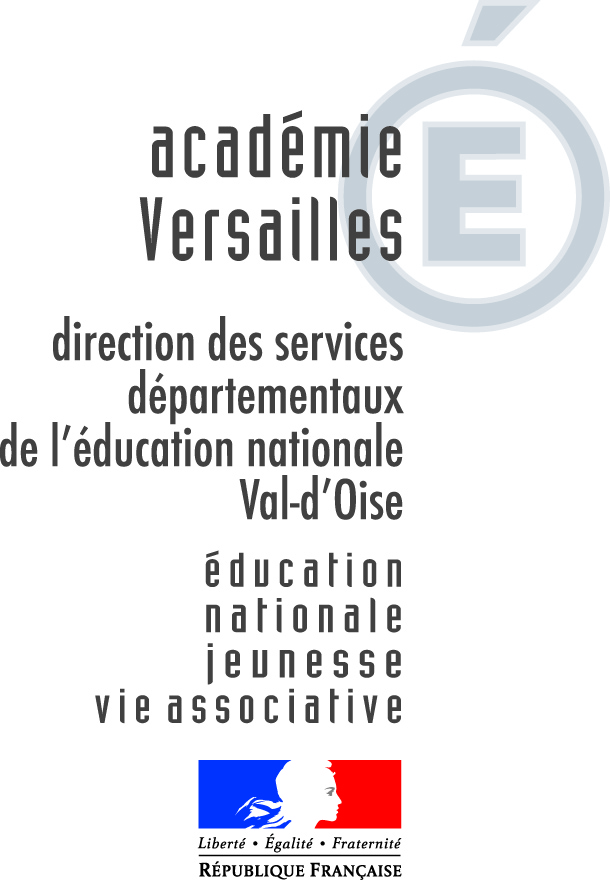 É
académie
Versailles
direction des services
départementaux
de l'éducation nationale
Val-d'Oise
éducation
nationale
jeunesse
vie associative
Liberté • Égalité • Fraternité
RÉPUBLIQUE FRANÇAISE